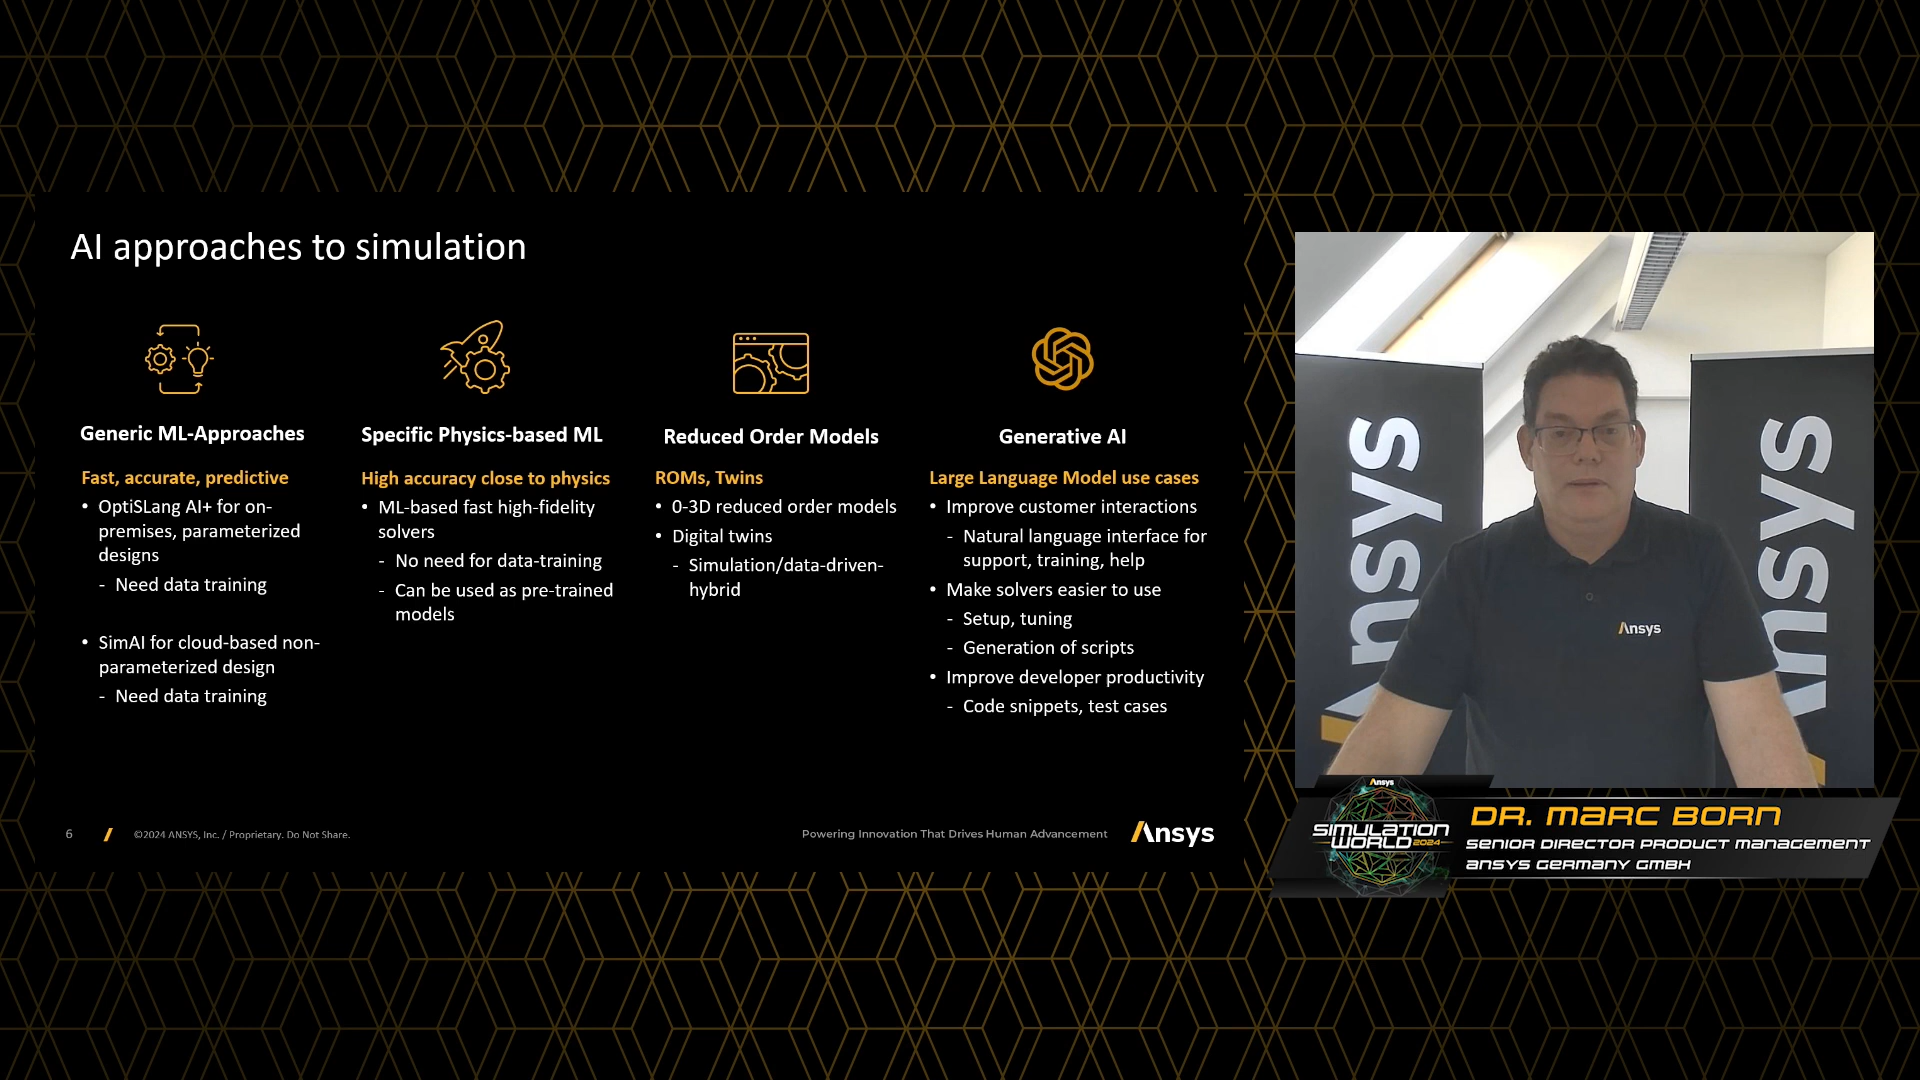 AI approaches to simulation
Generic ML-Approaches
Fast, accurate, predictive
• OptiSLang AI+ for on-
premises, parameterized
designs
- Need data training
• SimAI for cloud-based non-
parameterized design
- Need data training
Specific Physics-based ML
High accuracy close to physics
• ML-based fast high-fidelity
solvers
- No need for data-training
- Can be used as pre-trained
models
Reduced Order Models
ROMs, Twins
• 0-3D reduced order models
• Digital twins
- Simulation/data-driven-
hybrid
Generative AI
Large Language Model use cases
• Improve customer interactions
- Natural language interface for
support, training, help
• Make solvers easier to use
- Setup, tuning
- Generation of scripts
• Improve developer productivity
- Code snippets, test cases
6
©2024 ANSYS, Inc. / Proprietary. Do Not Share.
Powering Innovation That Drives Human Advancement
Ansys
Ansys
Ansys
Ansys
Ansys
SIMULATION
WORLD 2024
DR. MARC BORN
SENIOR DIRECTOR PRODUCT MANAGEMENT
ANSYS GERMANY GMBH